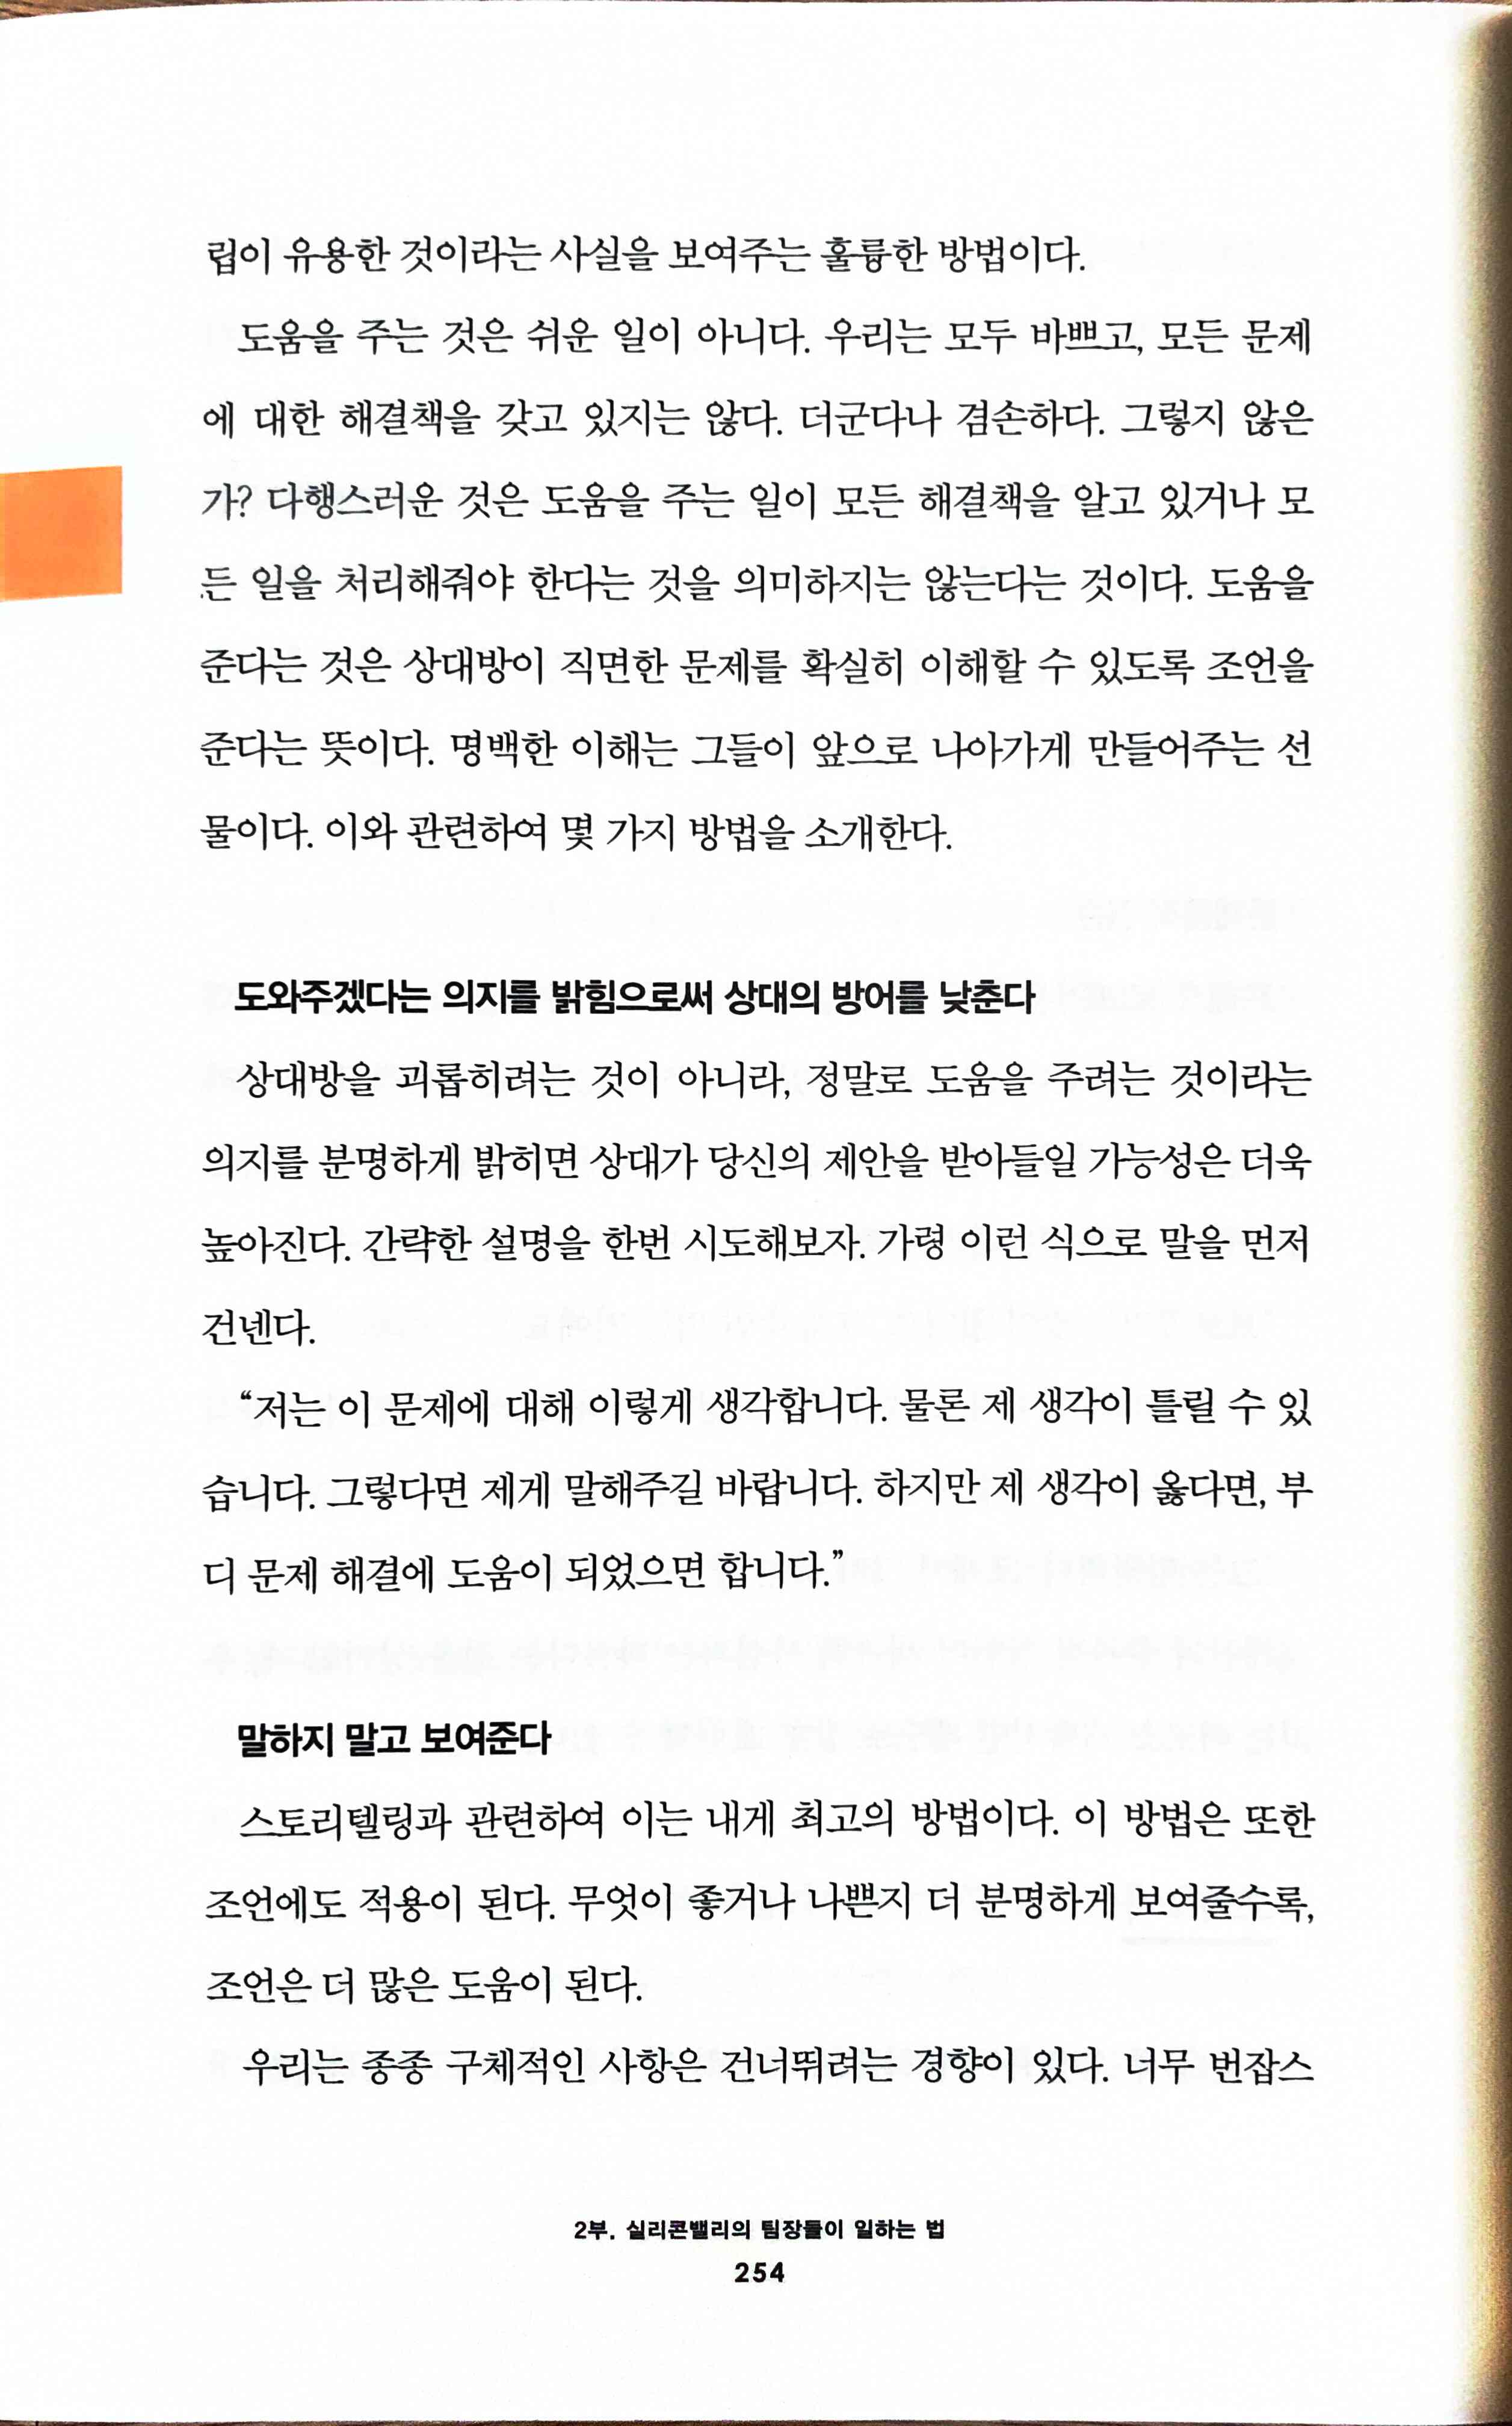 립이 유용한 것이라는 사실을 보여주는 훌륭한 방법이다.
도움을 주는 것은 쉬운 일이 아니다. 우리는 모두 바쁘고, 모든 문제
에 대한 해결책을 갖고 있지는 않다. 더군다나 겸손하다. 그렇지 않은
가? 다행스러운 것은 도움을 주는 일이 모든 해결책을 알고 있거나 모
든 일을 처리해줘야 한다는 것을 의미하지는 않는다는 것이다. 도움을
준다는 것은 상대방이 직면한 문제를 확실히 이해할 수 있도록 조언을
준다는 뜻이다. 명백한 이해는 그들이 앞으로 나아가게 만들어주는 선
물이다. 이와 관련하여 몇 가지 방법을 소개한다.
도와주겠다는 의지를 밝힘으로써 상대의 방어를 낮춘다
상대방을 괴롭히려는 것이 아니라, 정말로 도움을 주려는 것이라는
의지를 분명하게 밝히면 상대가 당신의 제안을 받아들일 가능성은 더욱
높아진다. 간략한 설명을 한번 시도해보자. 가령 이런 식으로 말을 먼저
건넨다.
“저는 이 문제에 대해 이렇게 생각합니다. 물론 제 생각이 틀릴 수 있
습니다. 그렇다면 제게 말해주길 바랍니다. 하지만 제 생각이 옳다면, 부
디 문제 해결에 도움이 되었으면 합니다.”
말하지 말고 보여준다
스토리텔링과 관련하여 이는 내게 최고의 방법이다. 이 방법은 또한
조언에도 적용이 된다. 무엇이 좋거나 나쁜지 더 분명하게 보여줄수록,
조언은 더 많은 도움이 된다.
우리는 종종 구체적인 사항은 건너뛰려는 경향이 있다. 너무 번잡스
2부. 실리콘밸리의 팀장들이 일하는 법
254